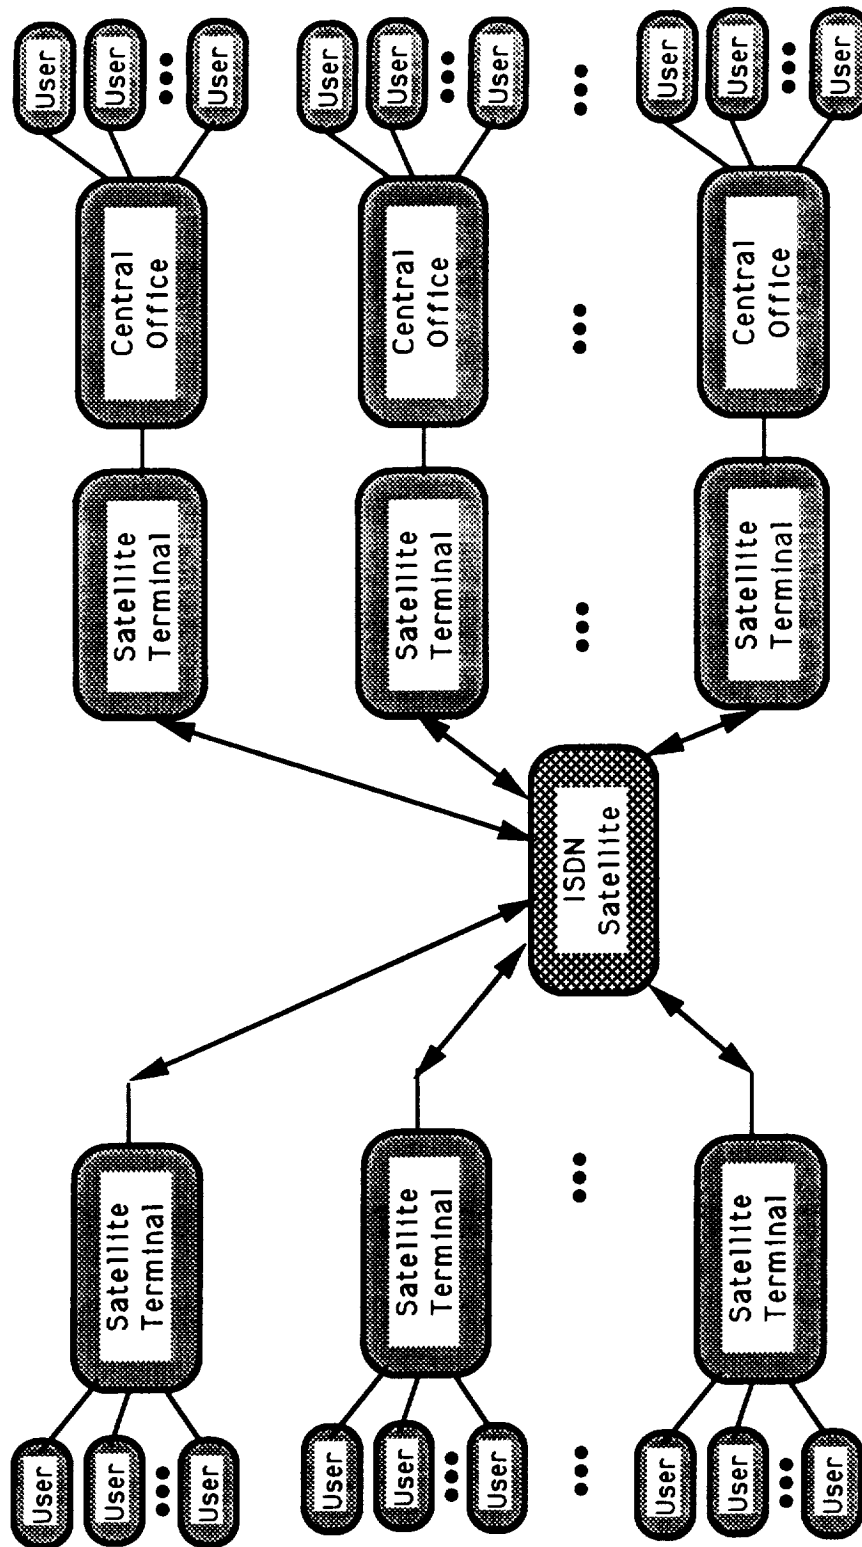 User
User
User
Satellite
Terminal
Satellite
Terminal
Central
Office
User
User
User
User
User
User
Satellite
Terminal
Satellite
Terminal
Central
Office
User
User
User
ISDN
Satellite
User
User
User
Satellite
Terminal
Satellite
Terminal
Central
Office
User
User
User